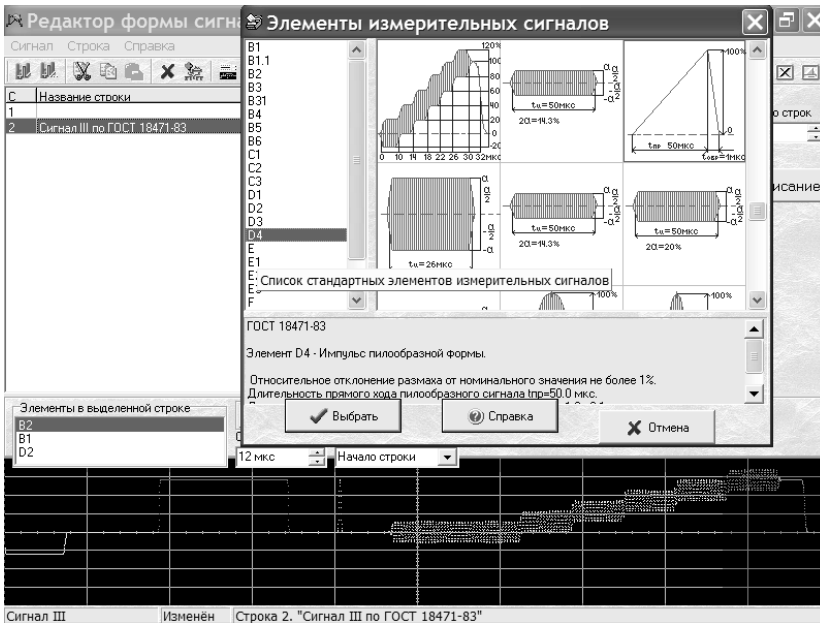 Редактор формы сигна
Элементы измерительных сигналов
Сигнал Строка Справка
С Название строки
1
2 Сигнал III по ГОСТ 18471-83
B1
B1.1
B2
B3
B31
B4
B5
B6
C1
C2
C3
D1
D2
D3
D4
E
E1
F
120%
100
80
60
40
20
0
-20
0 10 14 18 22 26 30 32мкс
tu=50мкс
2α=14.3%
100%
0
tпр 50мкс
tобр=1мкс
tu=26мкс
tu=50мкс
2α=14.3%
tu=50мкс
2α=20%
100%
100%
о строк
исание
Список стандартных элементов измерительных сигналов
ГОСТ 18471-83
Элемент D4 - Импульс пилообразной формы.
Относительное отклонение размаха от номинального значения не более 1%.
Длительность прямого хода пилообразного сигнала tпр=50.0 мкс.
Выбрать Справка Отмена
Элементы в выделенной строке
B2
B1
D2
12 мкс Начало строки
Сигнал III Изменён Строка 2. "Сигнал III по ГОСТ 18471-83"